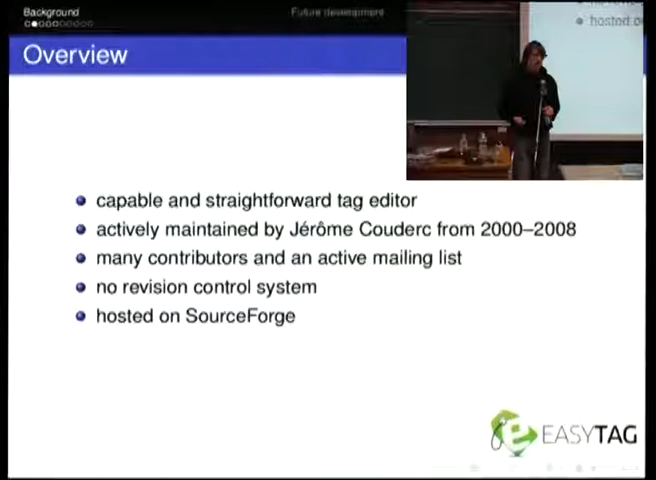 Background
Future development
hosted o
Overview
capable and straightforward tag editor
actively maintained by Jérôme Couderc from 2000–2008
many contributors and an active mailing list
no revision control system
hosted on SourceForge
e
EASYTAG